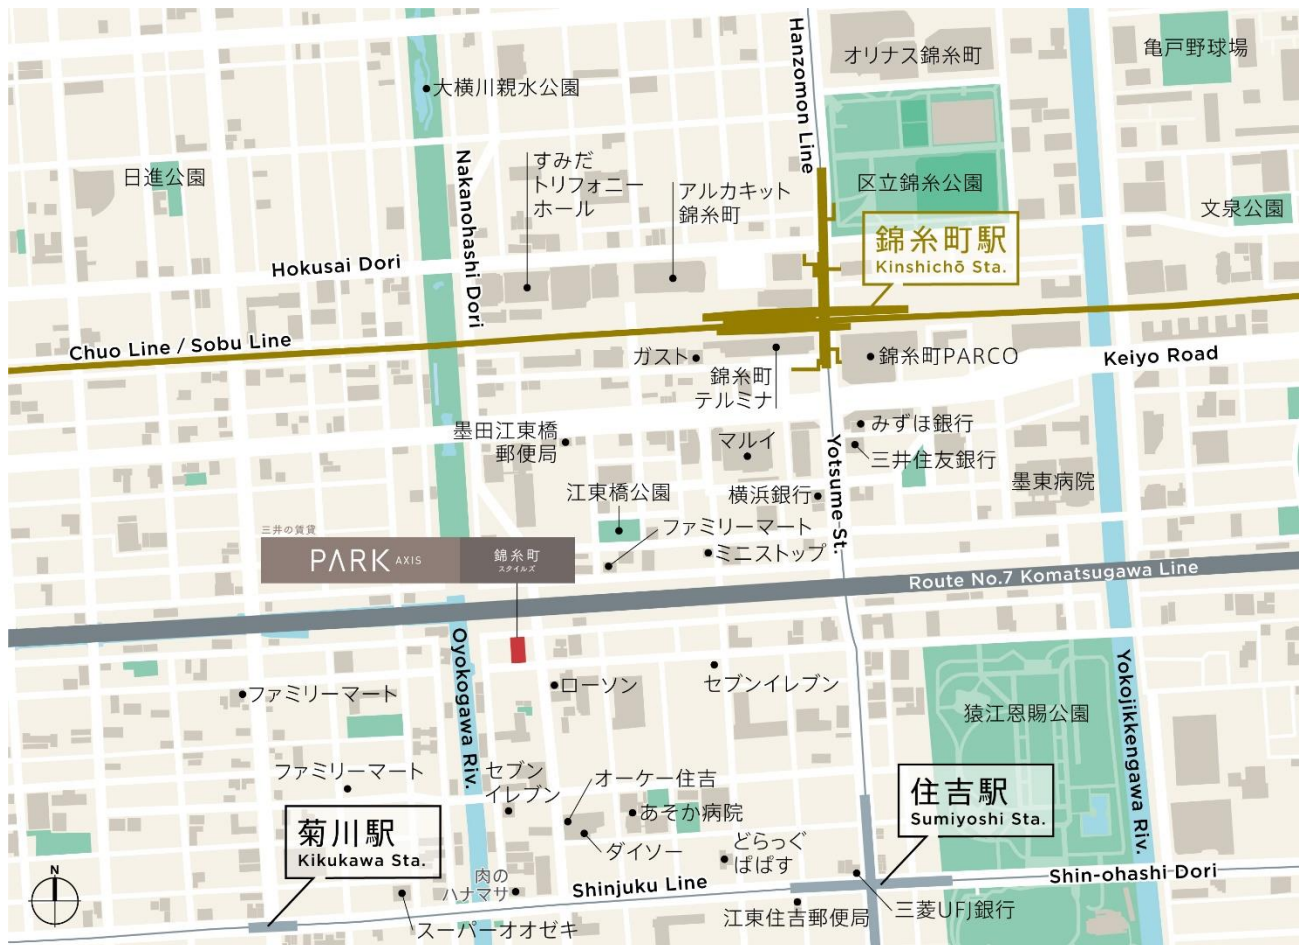 Hanzomon Line
オリナス錦糸町
亀戸野球場
大横川親水公園
Nakanohashi Dori
すみだ
トリフォニー
ホール
アルカキット
錦糸町
日進公園
区立錦糸公園
文泉公園
錦糸町駅
Kinshichō Sta.
Hokusai Dori
Chuo Line / Sobu Line
ガスト
錦糸町
テルミナ
錦糸町PARCO
Keiyo Road
墨田江東橋
郵便局
マルイ
みずほ銀行
三井住友銀行
Yotsume St.
江東橋公園
横浜銀行
墨東病院
ファミリーマート
ミニストップ
三井の賃貸
PARK AXIS
錦糸町
スタイルズ
Route No.7 Komatsugawa Line
Oyokogawa Riv.
ファミリーマート
ローソン
セブンイレブン
猿江恩賜公園
Yokojikkengawa Riv.
ファミリーマート
セブン
イレブン
オーケー住吉
あそか病院
ダイソー
どらっぐ
ぱぱす
住吉駅
Sumiyoshi Sta.
菊川駅
Kikukawa Sta.
N
肉の
ハナマサ
Shinjuku Line
Shin-ohashi Dori
スーパーオオゼキ
江東住吉郵便局
三菱UFJ銀行